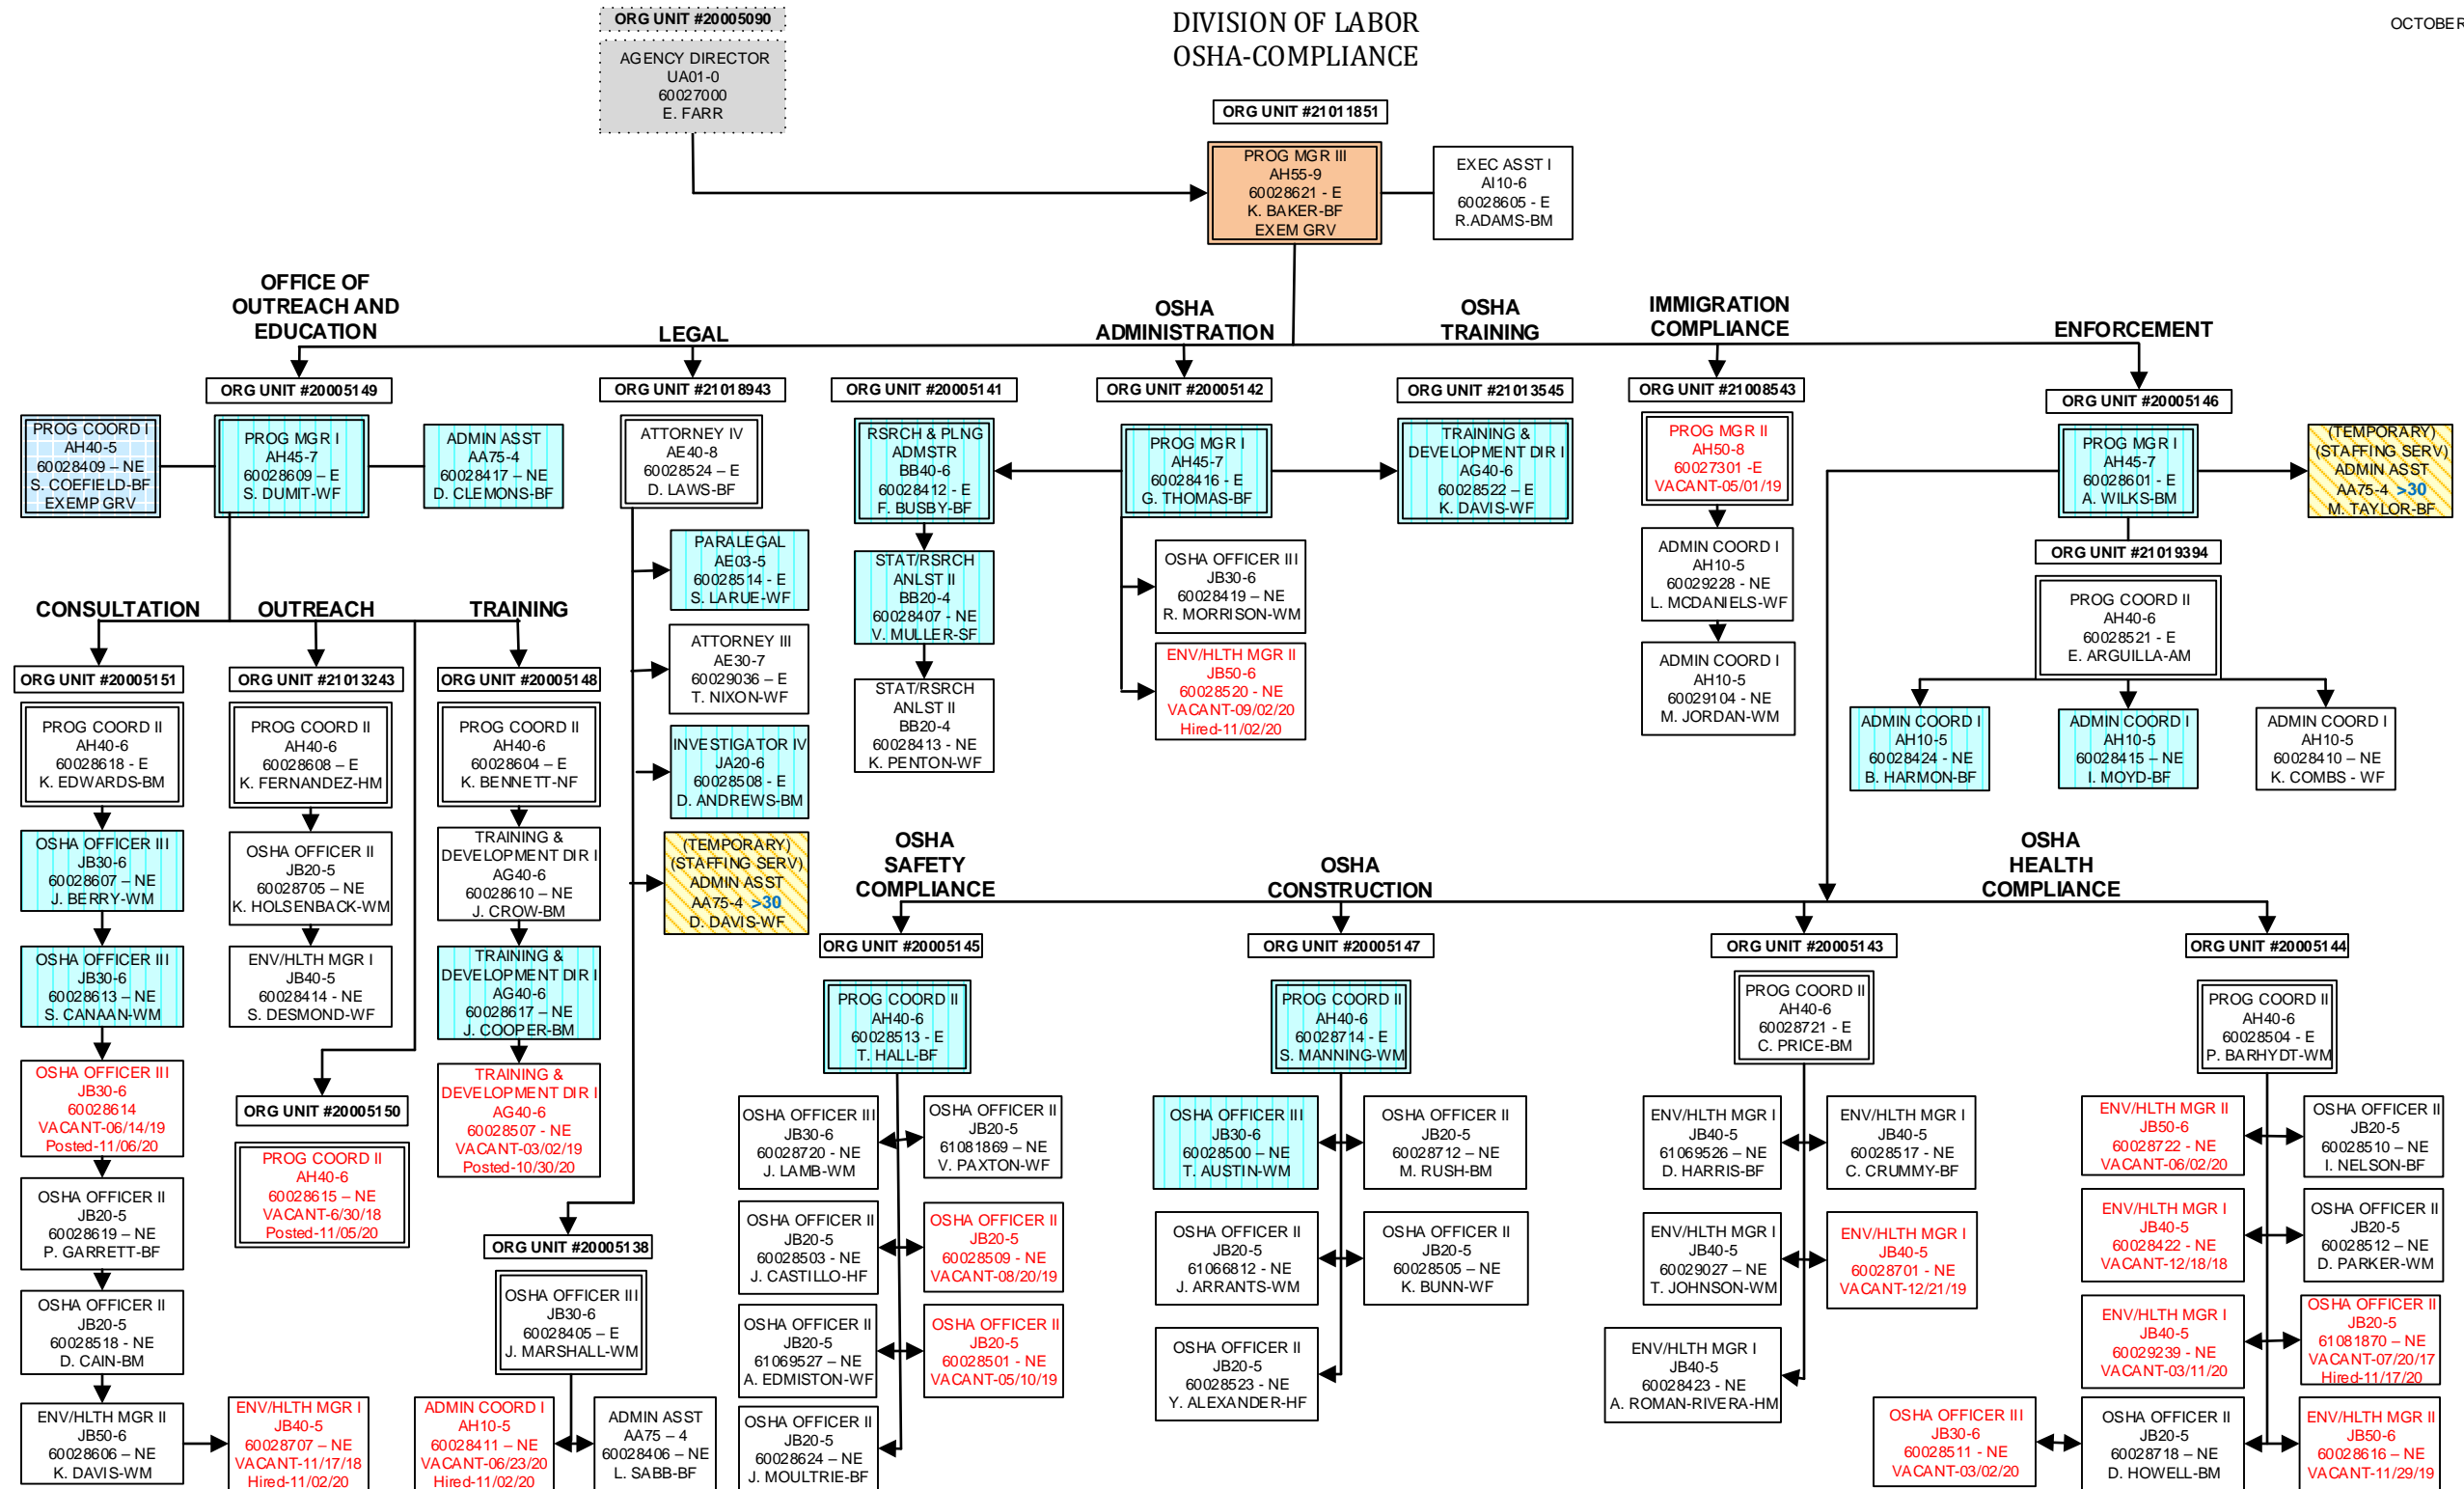 ORG UNIT #20005090
AGENCY DIRECTOR
UA01-0
60027000
E. FARR
DIVISION OF LABOR
OSHA-COMPLIANCE
OCTOBER
ORG UNIT #21011851
PROG MGR III
AH55-9
60028621 - E
K. BAKER-BF
EXEM GRV
EXEC ASST I
AI10-6
60028605 - E
R.ADAMS-BM
OFFICE OF
OUTREACH AND
EDUCATION
LEGAL
OSHA
ADMINISTRATION
OSHA
TRAINING
IMMIGRATION
COMPLIANCE
ENFORCEMENT
ORG UNIT #20005149
PROG COORD I
AH40-5
60028409 – NE
S. COEFIELD-BF
EXEMP GRV
PROG MGR I
AH45-7
60028609 – E
S. DUMIT-WF
ADMIN ASST
AA75-4
60028417 – NE
D. CLEMONS-BF
ORG UNIT #21018943
ATTORNEY IV
AE40-8
60028524 – E
D. LAWS-BF
PARALEGAL
AE03-5
60028514 - E
S. LARUE-WF
ATTORNEY III
AE30-7
60029036 – E
T. NIXON-WF
INVESTIGATOR IV
JA20-6
60028508 - E
D. ANDREWS-BM
(TEMPORARY)
(STAFFING SERV)
ADMIN ASST
AA75-4 >30
D. DAVIS-WF
ORG UNIT #20005141
RSRCH & PLNG
ADMSTR
BB40-6
60028412 - E
F. BUSBY-BF
STAT/RSRCH
ANLST II
BB20-4
60028407 - NE
V. MULLER-SF
STAT/RSRCH
ANLST II
BB20-4
60028413 - NE
K. PENTON-WF
ORG UNIT #20005142
PROG MGR I
AH45-7
60028416 - E
G. THOMAS-BF
OSHA OFFICER III
JB30-6
60028419 – NE
R. MORRISON-WM
ENV/HLTH MGR II
JB50-6
60028520 - NE
VACANT-09/02/20
Hired-11/02/20
ORG UNIT #21013545
TRAINING &
DEVELOPMENT DIR I
AG40-6
60028522 – E
K. DAVIS-WF
ORG UNIT #21008543
PROG MGR II
AH50-8
60027301 -E
VACANT-05/01/19
ADMIN COORD I
AH10-5
60029228 - NE
L. MCDANIELS-WF
ADMIN COORD I
AH10-5
60029104 - NE
M. JORDAN-WM
ORG UNIT #20005146
PROG MGR I
AH45-7
60028601 - E
A. WILKS-BM
(TEMPORARY)
(STAFFING SERV)
ADMIN ASST
AA75-4 >30
M. TAYLOR-BF
ORG UNIT #21019394
PROG COORD II
AH40-6
60028521 - E
E. ARGUILLA-AM
ADMIN COORD I
AH10-5
60028424 – NE
B. HARMON-BF
ADMIN COORD I
AH10-5
60028415 – NE
I. MOYD-BF
ADMIN COORD I
AH10-5
60028410 – NE
K. COMBS - WF
CONSULTATION
OUTREACH
TRAINING
ORG UNIT #20005151
PROG COORD II
AH40-6
60028618 - E
K. EDWARDS-BM
OSHA OFFICER III
JB30-6
60028607 – NE
J. BERRY-WM
OSHA OFFICER III
JB30-6
60028613 – NE
S. CANAAN-WM
OSHA OFFICER III
JB30-6
60028614
VACANT-06/14/19
Posted-11/06/20
OSHA OFFICER II
JB20-5
60028619 – NE
P. GARRETT-BF
OSHA OFFICER II
JB20-5
60028518 - NE
D. CAIN-BM
ENV/HLTH MGR II
JB50-6
60028606 – NE
K. DAVIS-WM
ENV/HLTH MGR I
JB40-5
60028707 – NE
VACANT-11/17/18
Hired-11/02/20
ORG UNIT #21013243
PROG COORD II
AH40-6
60028608 – E
K. FERNANDEZ-HM
OSHA OFFICER II
JB20-5
60028705 – NE
K. HOLSENBACK-WM
ENV/HLTH MGR I
JB40-5
60028414 - NE
S. DESMOND-WF
ORG UNIT #20005150
PROG COORD II
AH40-6
60028615 – NE
VACANT-6/30/18
Posted-11/05/20
ORG UNIT #20005148
PROG COORD II
AH40-6
60028604 – E
K. BENNETT-NF
TRAINING &
DEVELOPMENT DIR I
AG40-6
60028610 – NE
J. CROW-BM
TRAINING &
DEVELOPMENT DIR I
AG40-6
60028617 – NE
J. COOPER-BM
TRAINING &
DEVELOPMENT DIR I
AG40-6
60028507 - NE
VACANT-03/02/19
Posted-10/30/20
ORG UNIT #20005138
OSHA OFFICER III
JB30-6
60028405 – E
J. MARSHALL-WM
ADMIN COORD I
AH10-5
60028411 – NE
VACANT-06/23/20
Hired-11/02/20
ADMIN ASST
AA75 – 4
60028406 – NE
L. SABB-BF
OSHA
SAFETY
COMPLIANCE
OSHA
CONSTRUCTION
OSHA
HEALTH
COMPLIANCE
ORG UNIT #20005145
PROG COORD II
AH40-6
60028513 - E
T. HALL-BF
OSHA OFFICER III
JB30-6
60028720 - NE
J. LAMB-WM
OSHA OFFICER II
JB20-5
61081869 – NE
V. PAXTON-WF
OSHA OFFICER II
JB20-5
60028503 - NE
J. CASTILLO-HF
OSHA OFFICER II
JB20-5
60028509 - NE
VACANT-08/20/19
OSHA OFFICER II
JB20-5
61069527 – NE
A. EDMISTON-WF
OSHA OFFICER II
JB20-5
60028501 - NE
VACANT-05/10/19
OSHA OFFICER II
JB20-5
60028624 – NE
J. MOULTRIE-BF
ORG UNIT #20005147
PROG COORD II
AH40-6
60028714 - E
S. MANNING-WM
OSHA OFFICER III
JB30-6
60028500 – NE
T. AUSTIN-WM
OSHA OFFICER II
JB20-5
60028712 – NE
M. RUSH-BM
OSHA OFFICER II
JB20-5
61066812 - NE
J. ARRANTS-WM
OSHA OFFICER II
JB20-5
60028505 – NE
K. BUNN-WF
OSHA OFFICER II
JB20-5
60028523 - NE
Y. ALEXANDER-HF
ORG UNIT #20005143
PROG COORD II
AH40-6
60028721 - E
C. PRICE-BM
ENV/HLTH MGR I
JB40-5
61069526 – NE
D. HARRIS-BF
ENV/HLTH MGR I
JB40-5
60028517 - NE
C. CRUMMY-BF
ENV/HLTH MGR I
JB40-5
60029027 – NE
T. JOHNSON-WM
ENV/HLTH MGR I
JB40-5
60028701 - NE
VACANT-12/21/19
ENV/HLTH MGR I
JB40-5
60028423 - NE
A. ROMAN-RIVERA-HM
ORG UNIT #20005144
PROG COORD II
AH40-6
60028504 - E
P. BARHYDT-WM
ENV/HLTH MGR II
JB50-6
60028722 - NE
VACANT-06/02/20
OSHA OFFICER II
JB20-5
60028510 – NE
I. NELSON-BF
ENV/HLTH MGR I
JB40-5
60028422 - NE
VACANT-12/18/18
OSHA OFFICER II
JB20-5
60028512 – NE
D. PARKER-WM
ENV/HLTH MGR I
JB40-5
60029239 - NE
VACANT-03/11/20
OSHA OFFICER II
JB20-5
61081870 – NE
VACANT-07/20/17
Hired-11/17/20
OSHA OFFICER III
JB30-6
60028511 - NE
VACANT-03/02/20
OSHA OFFICER II
JB20-5
60028718 – NE
D. HOWELL-BM
ENV/HLTH MGR II
JB50-6
60028616 – NE
VACANT-11/29/19